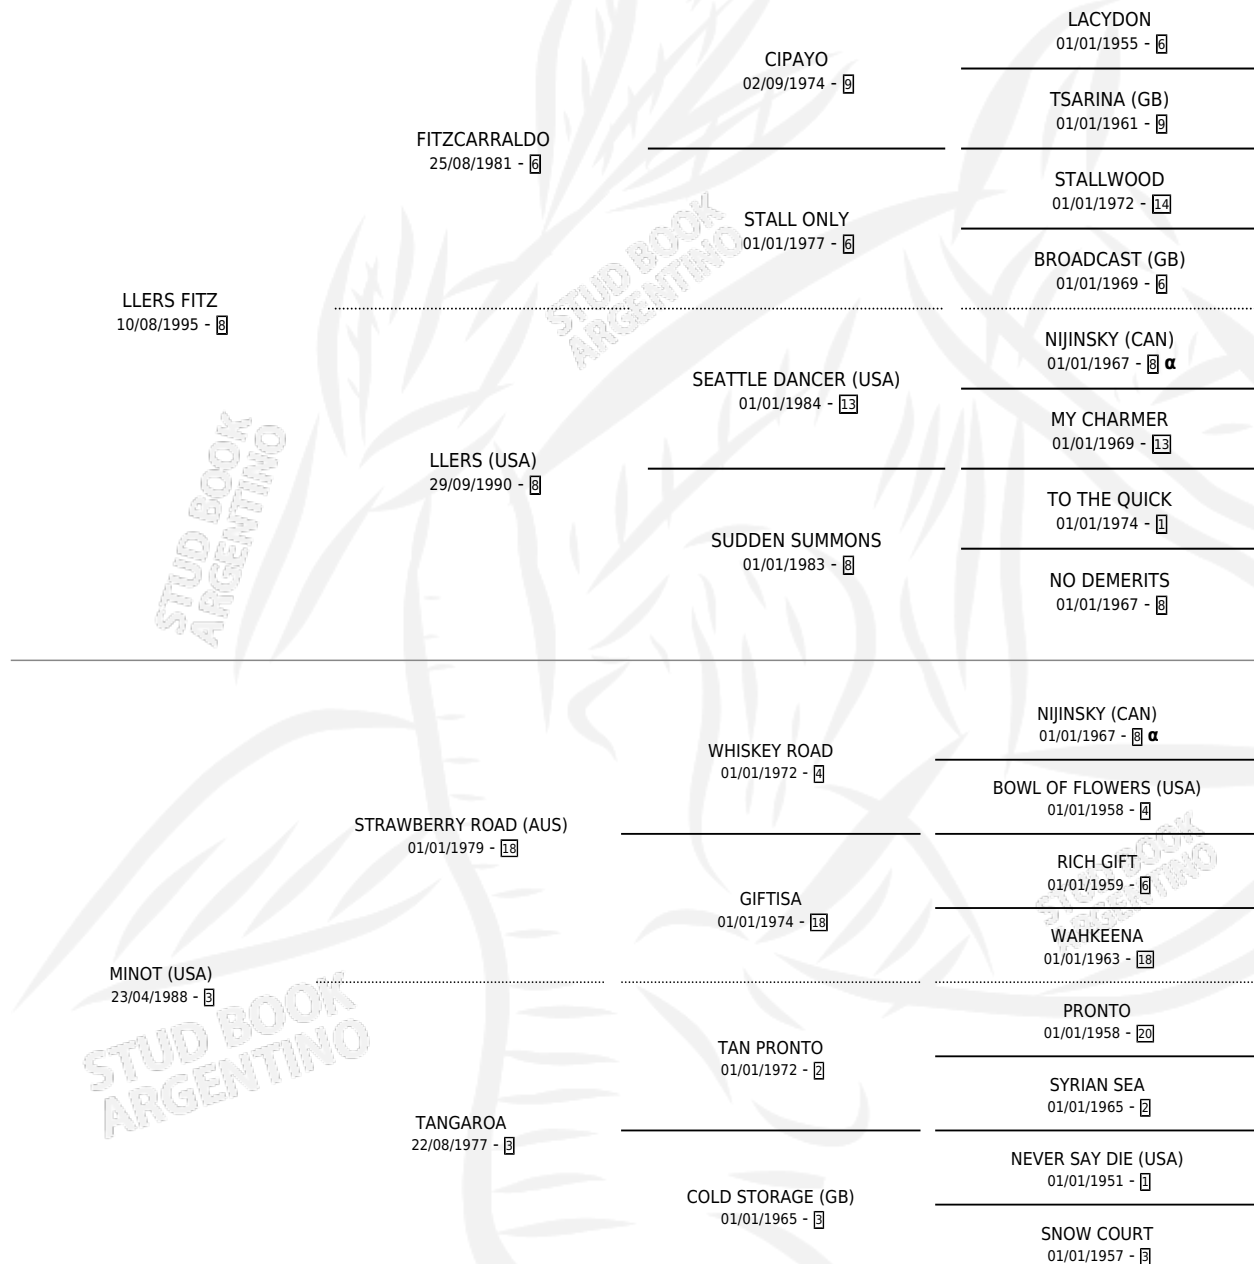 LACYDON
01/01/1955 - 6
CIPAYO
02/09/1974 - 9
TSARINA (GB)
01/01/1961 - 9
FITZCARRALDO
25/08/1981 - 6
STALLWOOD
01/01/1972 - 14
STALL ONLY
01/01/1977 - 6
BROADCAST (GB)
01/01/1969 - 6
LLERS FITZ
10/08/1995 - 8
NIJINSKY (CAN)
01/01/1967 - 8 α
SEATTLE DANCER (USA)
01/01/1984 - 13
MY CHARMER
01/01/1969 - 13
LLERS (USA)
29/09/1990 - 8
TO THE QUICK
01/01/1974 - 1
SUDDEN SUMMONS
01/01/1983 - 8
NO DEMERITS
01/01/1967 - 8
NIJINSKY (CAN)
01/01/1967 - 8 α
WHISKEY ROAD
01/01/1972 - 4
BOWL OF FLOWERS (USA)
01/01/1958 - 4
STRAWBERRY ROAD (AUS)
01/01/1979 - 18
RICH GIFT
01/01/1959 - 6
GIFTISA
01/01/1974 - 18
WAHKEENA
01/01/1963 - 18
MINOT (USA)
23/04/1988 - 3
PRONTO
01/01/1958 - 20
TAN PRONTO
01/01/1972 - 2
SYRIAN SEA
01/01/1965 - 2
TANGAROA
22/08/1977 - 3
NEVER SAY DIE (USA)
01/01/1951 - 1
COLD STORAGE (GB)
01/01/1965 - 3
SNOW COURT
01/01/1957 - 3
STUD BOOK
ARGENTINO
STUD BOOK
ARGENTINO
STUD BOOK
ARGENTINO
STUD BOOK
ARGENTINO